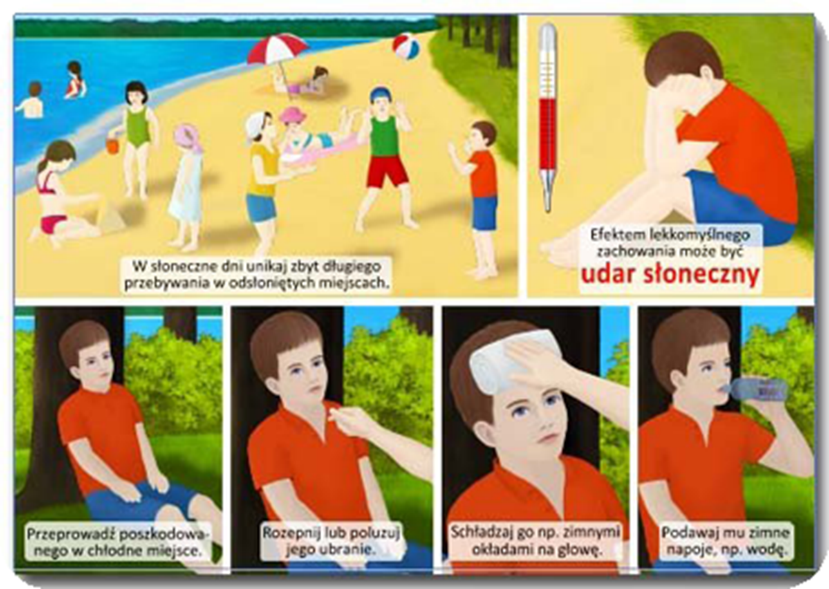 W słoneczne dni unikaj zbyt długiego
przebywania w odsłoniętych miejscach.
Efektem lekkomyślnego
zachowania może być
udar słoneczny
Przeprowadź poszkodowa-
nego w chłodne miejsce.
Rozepnij lub poluzuj
jego ubranie.
Schładzaj go np. zimnymi
okładami na głowę.
Podawaj mu zimne
napoje, np. wodę.